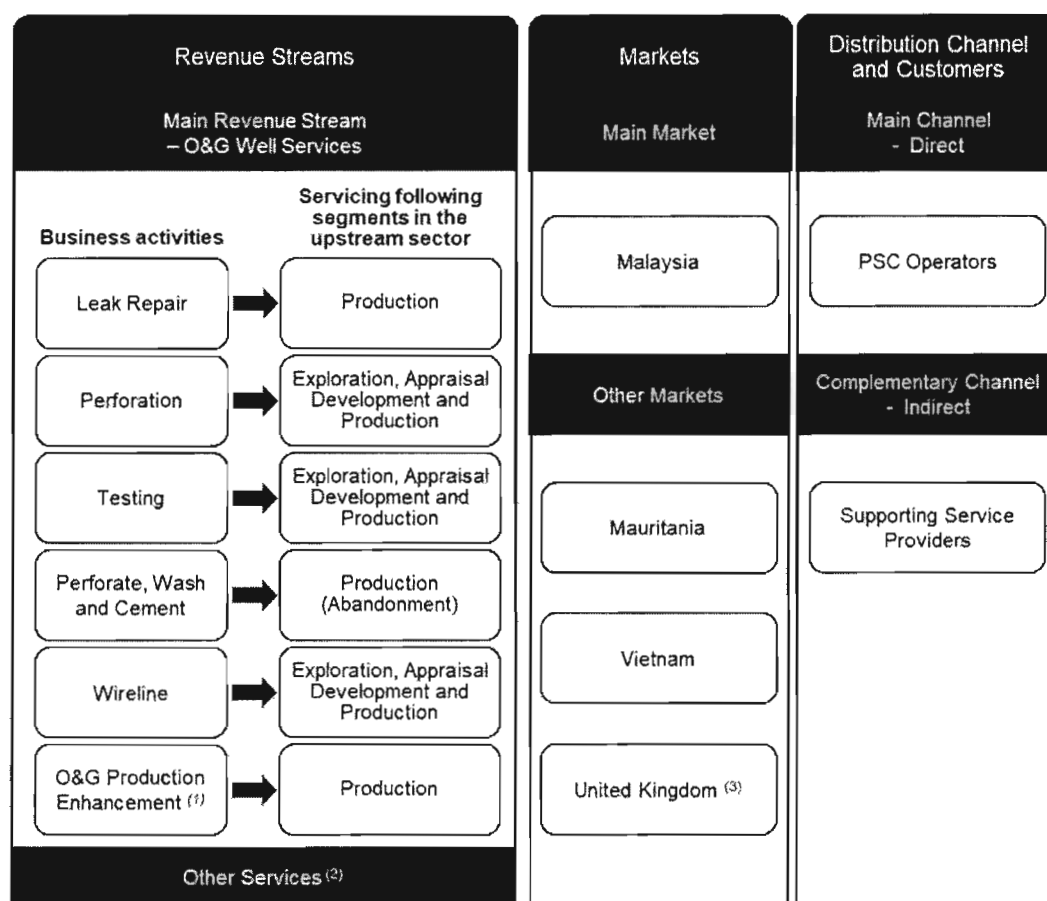 Revenue Streams
Main Revenue Stream
– O&G Well Services
Business activities
Servicing following
segments in the
upstream sector
Leak Repair
Production
Perforation
Exploration, Appraisal
Development and
Production
Testing
Exploration, Appraisal
Development and
Production
Perforate, Wash
and Cement
Production
(Abandonment)
Wireline
Exploration, Appraisal
Development and
Production
O&G Production
Enhancement (1)
Production
Other Services (2)
Markets
Main Market
Malaysia
Other Markets
Mauritania
Vietnam
United Kingdom (3)
Distribution Channel
and Customers
Main Channel
- Direct
PSC Operators
Complementary Channel
- Indirect
Supporting Service
Providers